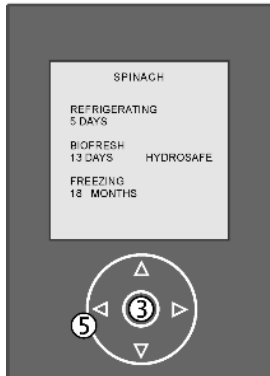 SPINACH
REFRIGERATING
5 DAYS
BIOFRESH
13 DAYS HYDROSAFE
FREEZING
18 MONTHS
3
5